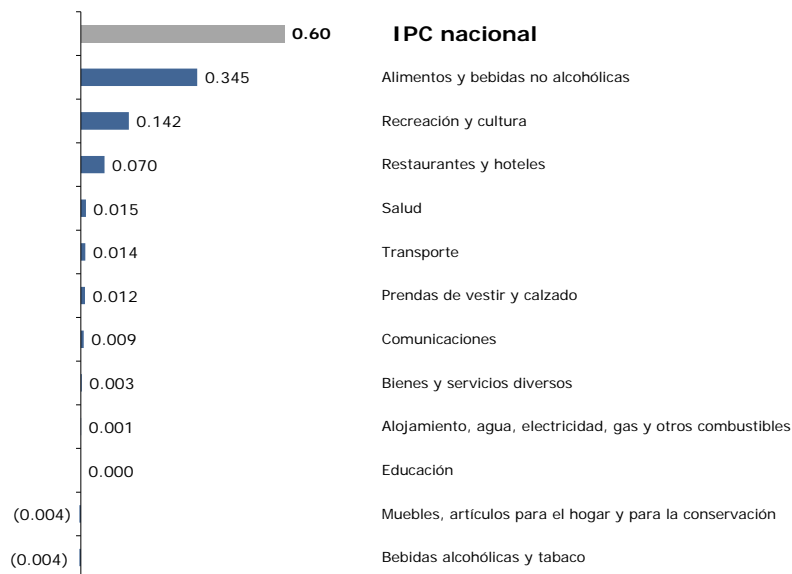 0.60 IPC nacional
0.345 Alimentos y bebidas no alcohólicas
0.142 Recreación y cultura
0.070 Restaurantes y hoteles
0.015 Salud
0.014 Transporte
0.012 Prendas de vestir y calzado
0.009 Comunicaciones
0.003 Bienes y servicios diversos
0.001 Alojamiento, agua, electricidad, gas y otros combustibles
0.000 Educación
(0.004) Muebles, artículos para el hogar y para la conservación
(0.004) Bebidas alcohólicas y tabaco